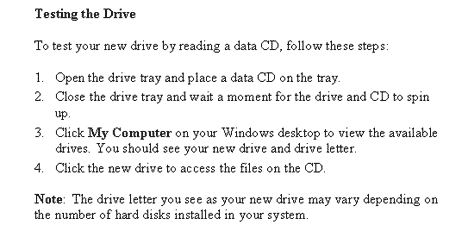 Testing the Drive
To test your new drive by reading a data CD, follow these steps:
1. Open the drive tray and place a data CD on the tray.
2. Close the drive tray and wait a moment for the drive and CD to spin
up.
3. Click My Computer on your Windows desktop to view the available
drives. You should see your new drive and drive letter.
4. Click the new drive to access the files on the CD.
Note: The drive letter you see as your new drive may vary depending on
the number of hard disks installed in your system.